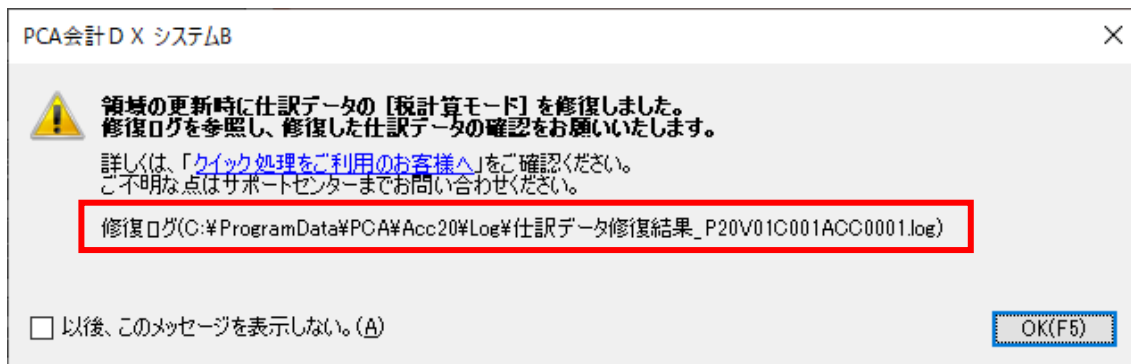 PCA会計ＤＸ システムB
領域の更新時に仕訳データの［税計算モード］を修復しました。
修復ログを参照し、修復した仕訳データの確認をお願いいたします。
詳しくは、「クイック処理をご利用のお客様へ」をご確認ください。
ご不明な点はサポートセンターまでお問い合わせください。
修復ログ(C:¥ProgramData¥PCA¥Acc20¥Log¥仕訳データ修復結果_P20V01C001ACC0001.log)
以後、このメッセージを表示しない。(A)
OK(F5)